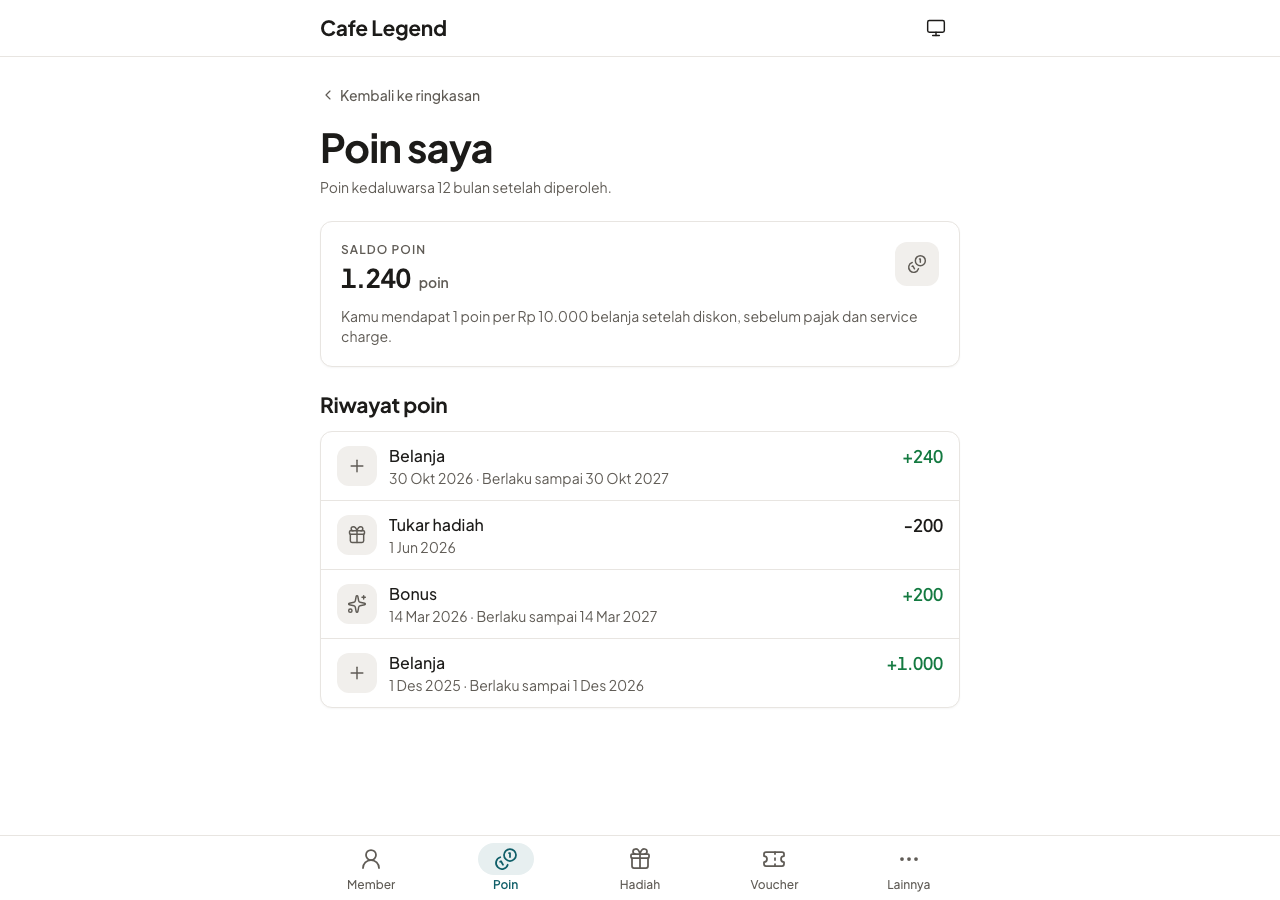 Cafe Legend
Kembali ke ringkasan
Poin saya
Poin kedaluwarsa 12 bulan setelah diperoleh.
SALDO POIN
1.240 poin
Kamu mendapat 1 poin per Rp 10.000 belanja setelah diskon, sebelum pajak dan service
charge.
Riwayat poin
Belanja
+240
30 Okt 2026 · Berlaku sampai 30 Okt 2027
Tukar hadiah
-200
1 Jun 2026
Bonus
+200
14 Mar 2026 · Berlaku sampai 14 Mar 2027
Belanja
+1.000
1 Des 2025 · Berlaku sampai 1 Des 2026
Member
Poin
Hadiah
Voucher
Lainnya